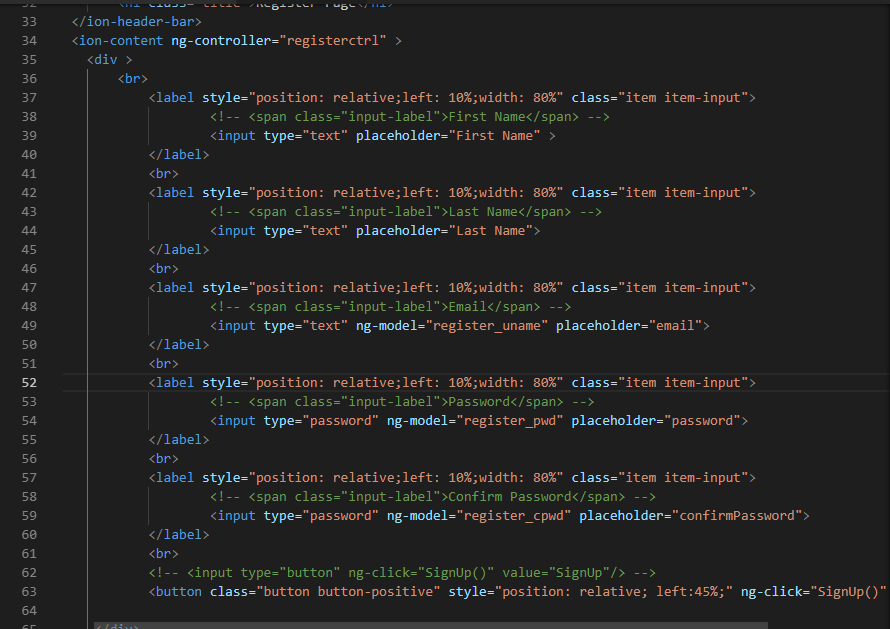 32 <h1 class="title">Register Page</h1>
33 </ion-header-bar>
34 <ion-content ng-controller="registerctrl" >
35 <div >
36 <br>
37 <label style="position: relative;left: 10%;width: 80%" class="item item-input">
38 <!-- <span class="input-label">First Name</span> -->
39 <input type="text" placeholder="First Name" >
40 </label>
41 <br>
42 <label style="position: relative;left: 10%;width: 80%" class="item item-input">
43 <!-- <span class="input-label">Last Name</span> -->
44 <input type="text" placeholder="Last Name">
45 </label>
46 <br>
47 <label style="position: relative;left: 10%;width: 80%" class="item item-input">
48 <!-- <span class="input-label">Email</span> -->
49 <input type="text" ng-model="register_uname" placeholder="email">
50 </label>
51 <br>
52 <label style="position: relative;left: 10%;width: 80%" class="item item-input">
53 <!-- <span class="input-label">Password</span> -->
54 <input type="password" ng-model="register_pwd" placeholder="password">
55 </label>
56 <br>
57 <label style="position: relative;left: 10%;width: 80%" class="item item-input">
58 <!-- <span class="input-label">Confirm Password</span> -->
59 <input type="password" ng-model="register_cpwd" placeholder="confirmPassword">
60 </label>
61 <br>
62 <!-- <input type="button" ng-click="SignUp()" value="SignUp"/> -->
63 <button class="button button-positive" style="position: relative; left:45%;" ng-click="SignUp()"
64
65 </div>